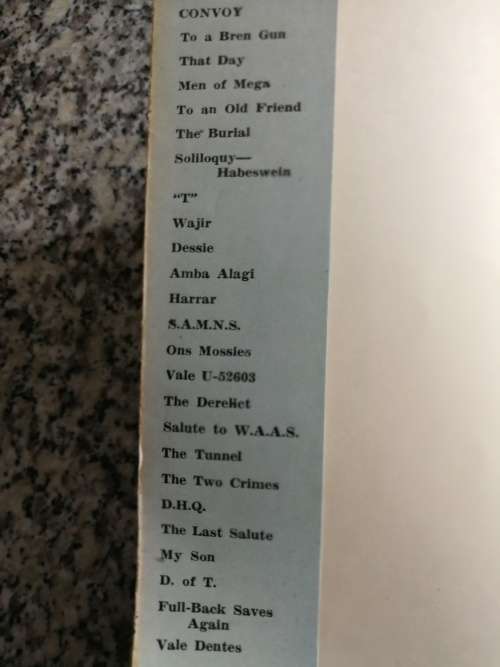 CONVOY
To a Bren Gun
That Day
Men of Mega
To an Old Friend
The Burial
Soliloquy—
Habeswein
"T"
Wajir
Dessie
Amba Alagi
Harrar
S.A.M.N.S.
Ons Mossies
Vale U-52603
The Derelict
Salute to W.A.A.S.
The Tunnel
The Two Crimes
D.H.Q.
The Last Salute
My Son
D. of T.
Full-Back Saves
Again
Vale Dentes